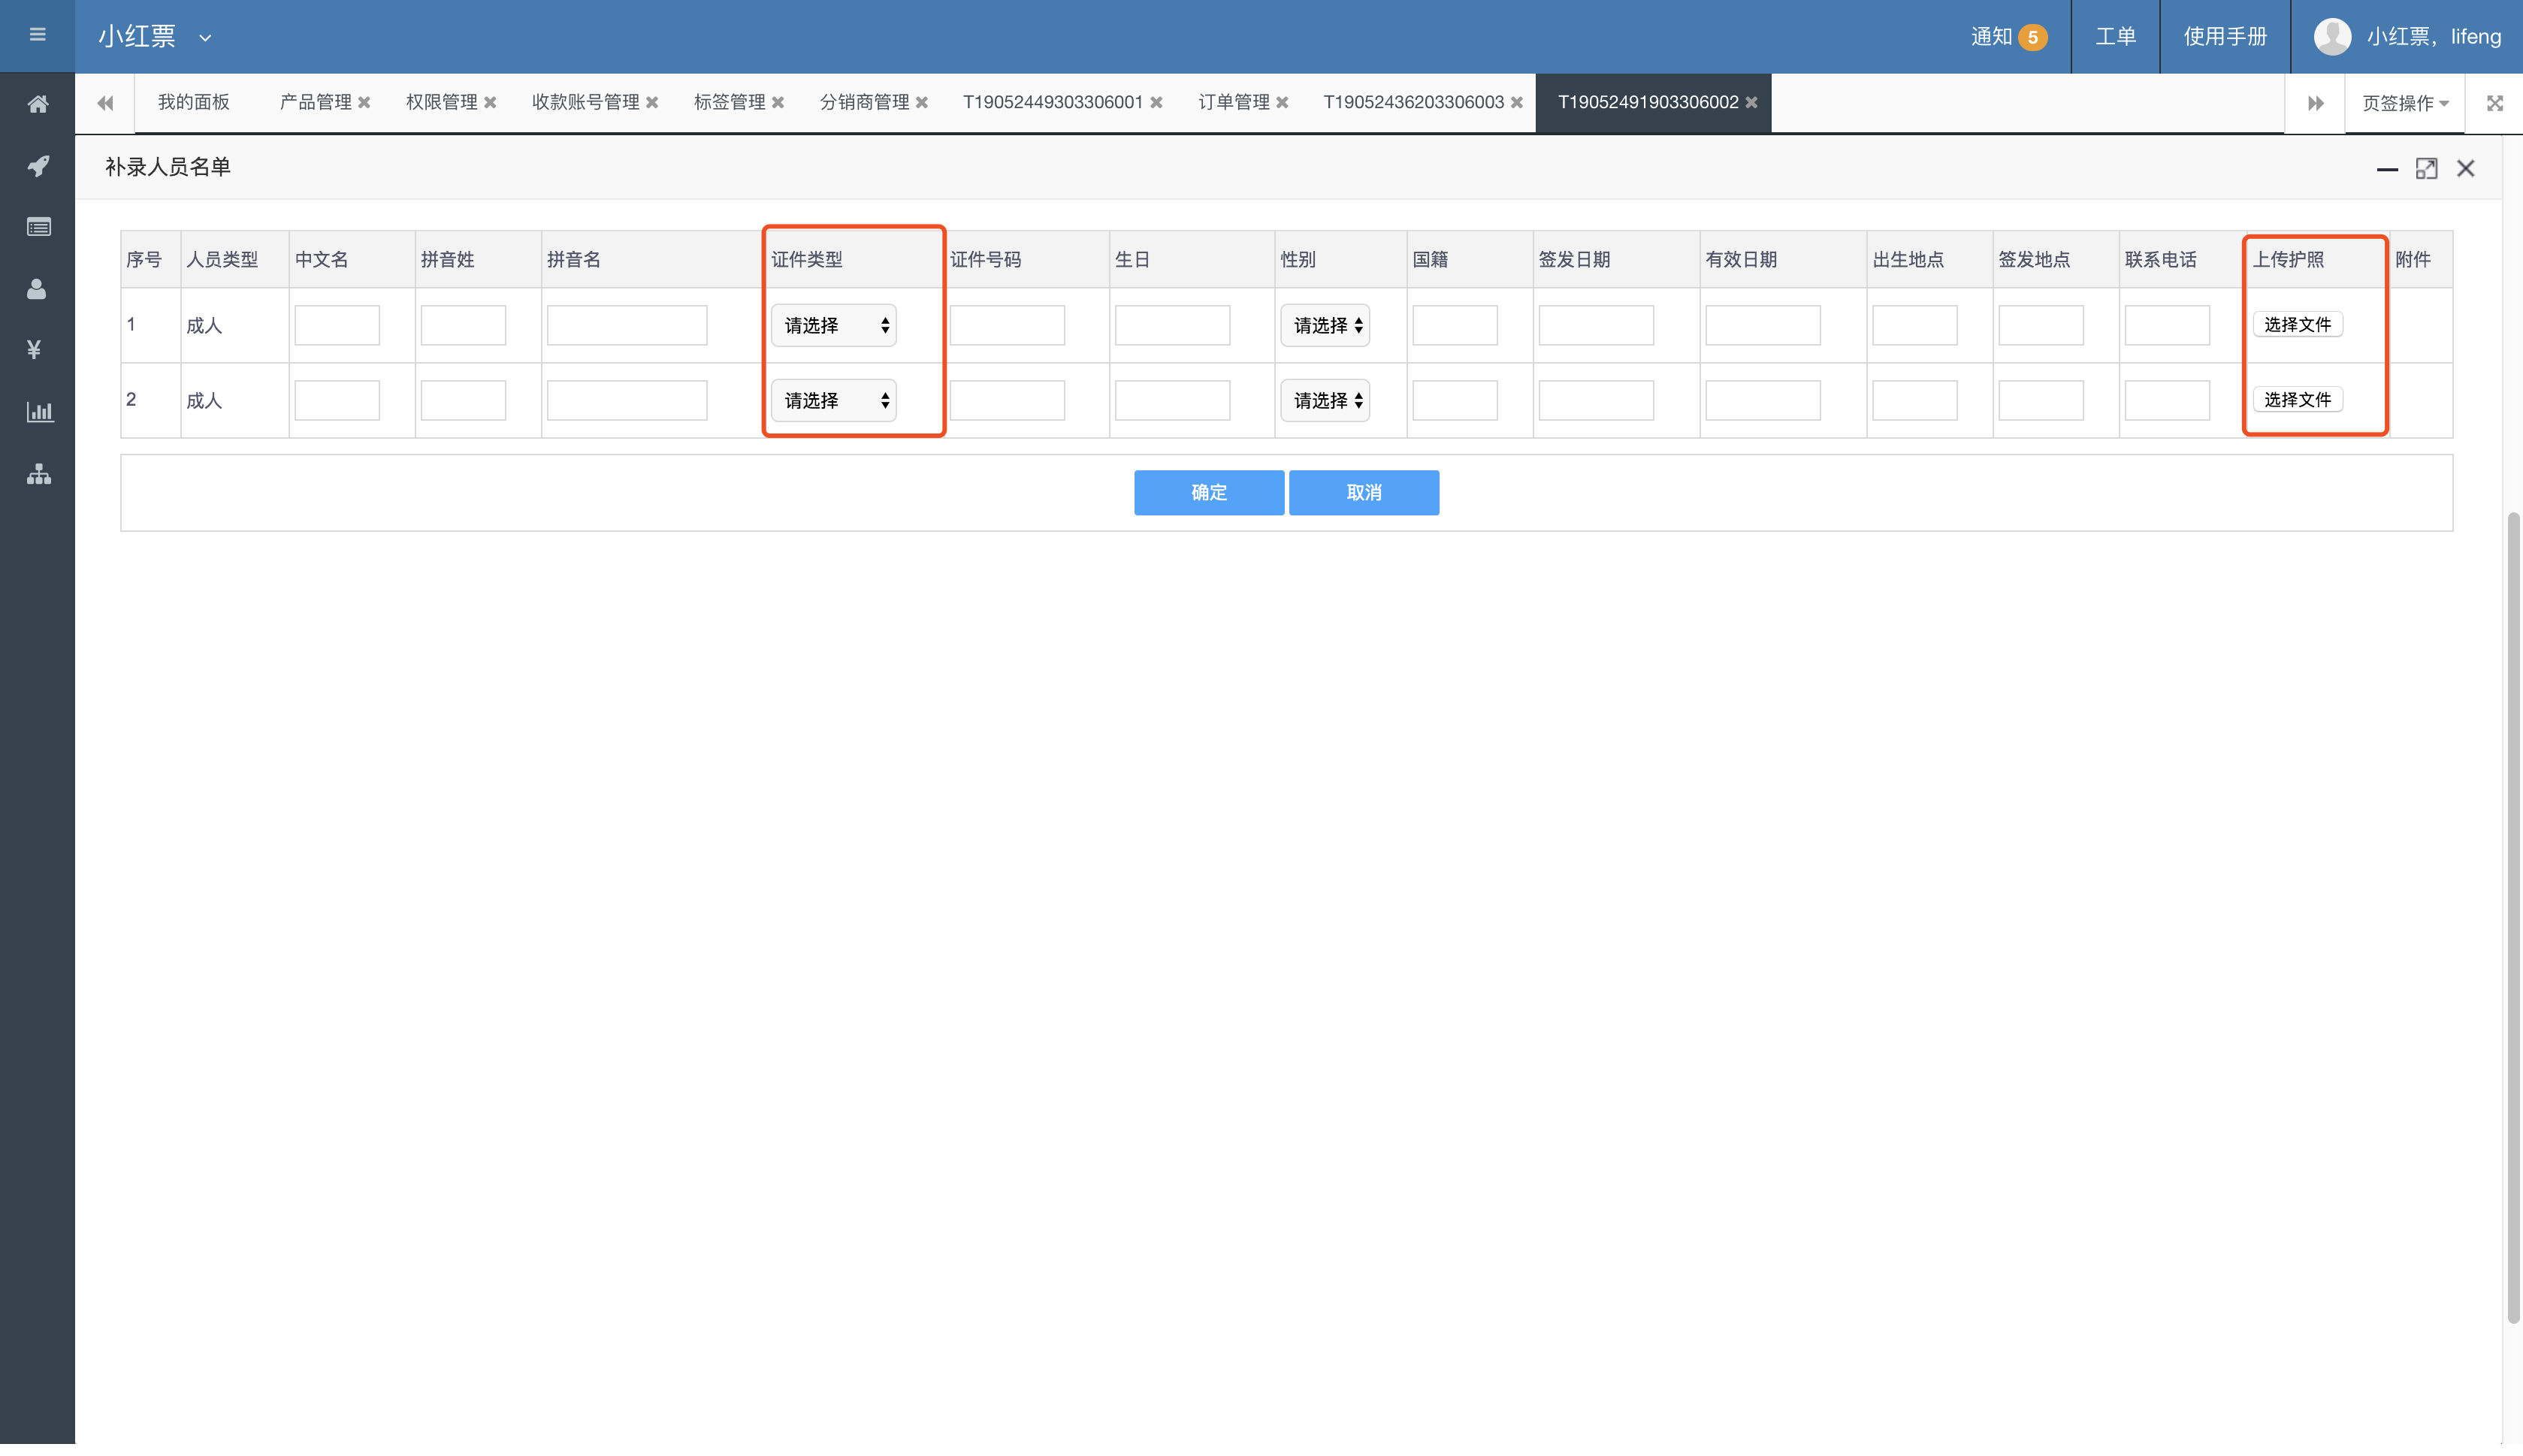 小红票
通知 5 工单 使用手册 小红票，lifeng
我的面板 产品管理 权限管理 收款账号管理 标签管理 分销商管理 T19052449303306001 订单管理 T19052436203306003 T19052491903306002 页签操作
补录人员名单
序号 人员类型 中文名 拼音姓 拼音名 证件类型 证件号码 生日 性别 国籍 签发日期 有效日期 出生地点 签发地点 联系电话 上传护照 附件
1 成人 请选择 请选择 选择文件
2 成人 请选择 请选择 选择文件
确定 取消